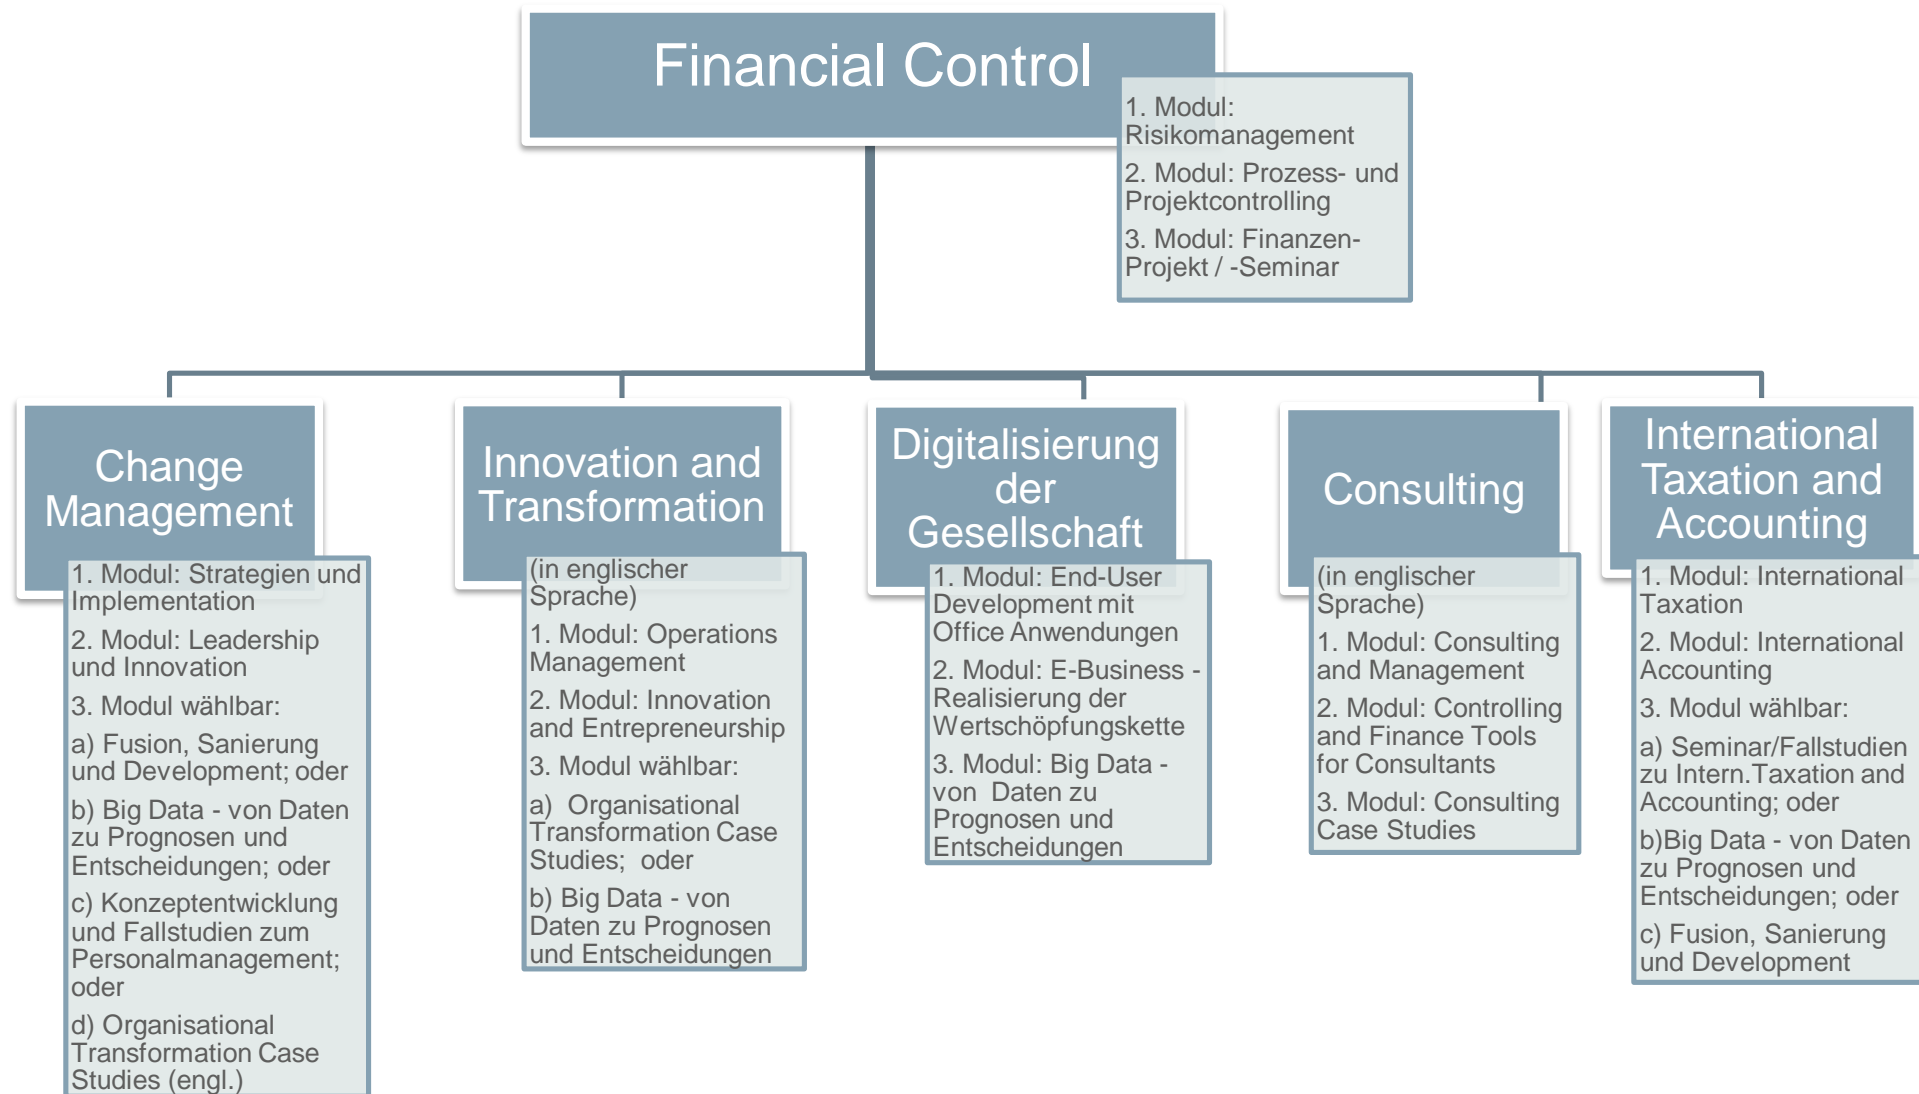 Financial Control
1. Modul:
Risikomanagement
2. Modul: Prozess- und
Projektcontrolling
3. Modul: Finanzen-
Projekt / -Seminar
Change
Management
1. Modul: Strategien und
Implementation
2. Modul: Leadership
und Innovation
3. Modul wählbar:
a) Fusion, Sanierung
und Development; oder
b) Big Data - von Daten
zu Prognosen und
Entscheidungen; oder
c) Konzeptentwicklung
und Fallstudien zum
Personalmanagement;
oder
d) Organisational
Transformation Case
Studies (engl.)
Innovation and
Transformation
(in englischer
Sprache)
1. Modul: Operations
Management
2. Modul: Innovation
and Entrepreneurship
3. Modul wählbar:
a) Organisational
Transformation Case
Studies; oder
b) Big Data - von
Daten zu Prognosen
und Entscheidungen
Digitalisierung
der
Gesellschaft
1. Modul: End-User
Development mit
Office Anwendungen
2. Modul: E-Business -
Realisierung der
Wertschöpfungskette
3. Modul: Big Data -
von Daten zu
Prognosen und
Entscheidungen
Consulting
(in englischer
Sprache)
1. Modul: Consulting
and Management
2. Modul: Controlling
and Finance Tools
for Consultants
3. Modul: Consulting
Case Studies
International
Taxation and
Accounting
1. Modul: International
Taxation
2. Modul: International
Accounting
3. Modul wählbar:
a) Seminar/Fallstudien
zu Intern.Taxation and
Accounting; oder
b)Big Data - von Daten
zu Prognosen und
Entscheidungen; oder
c) Fusion, Sanierung
und Development